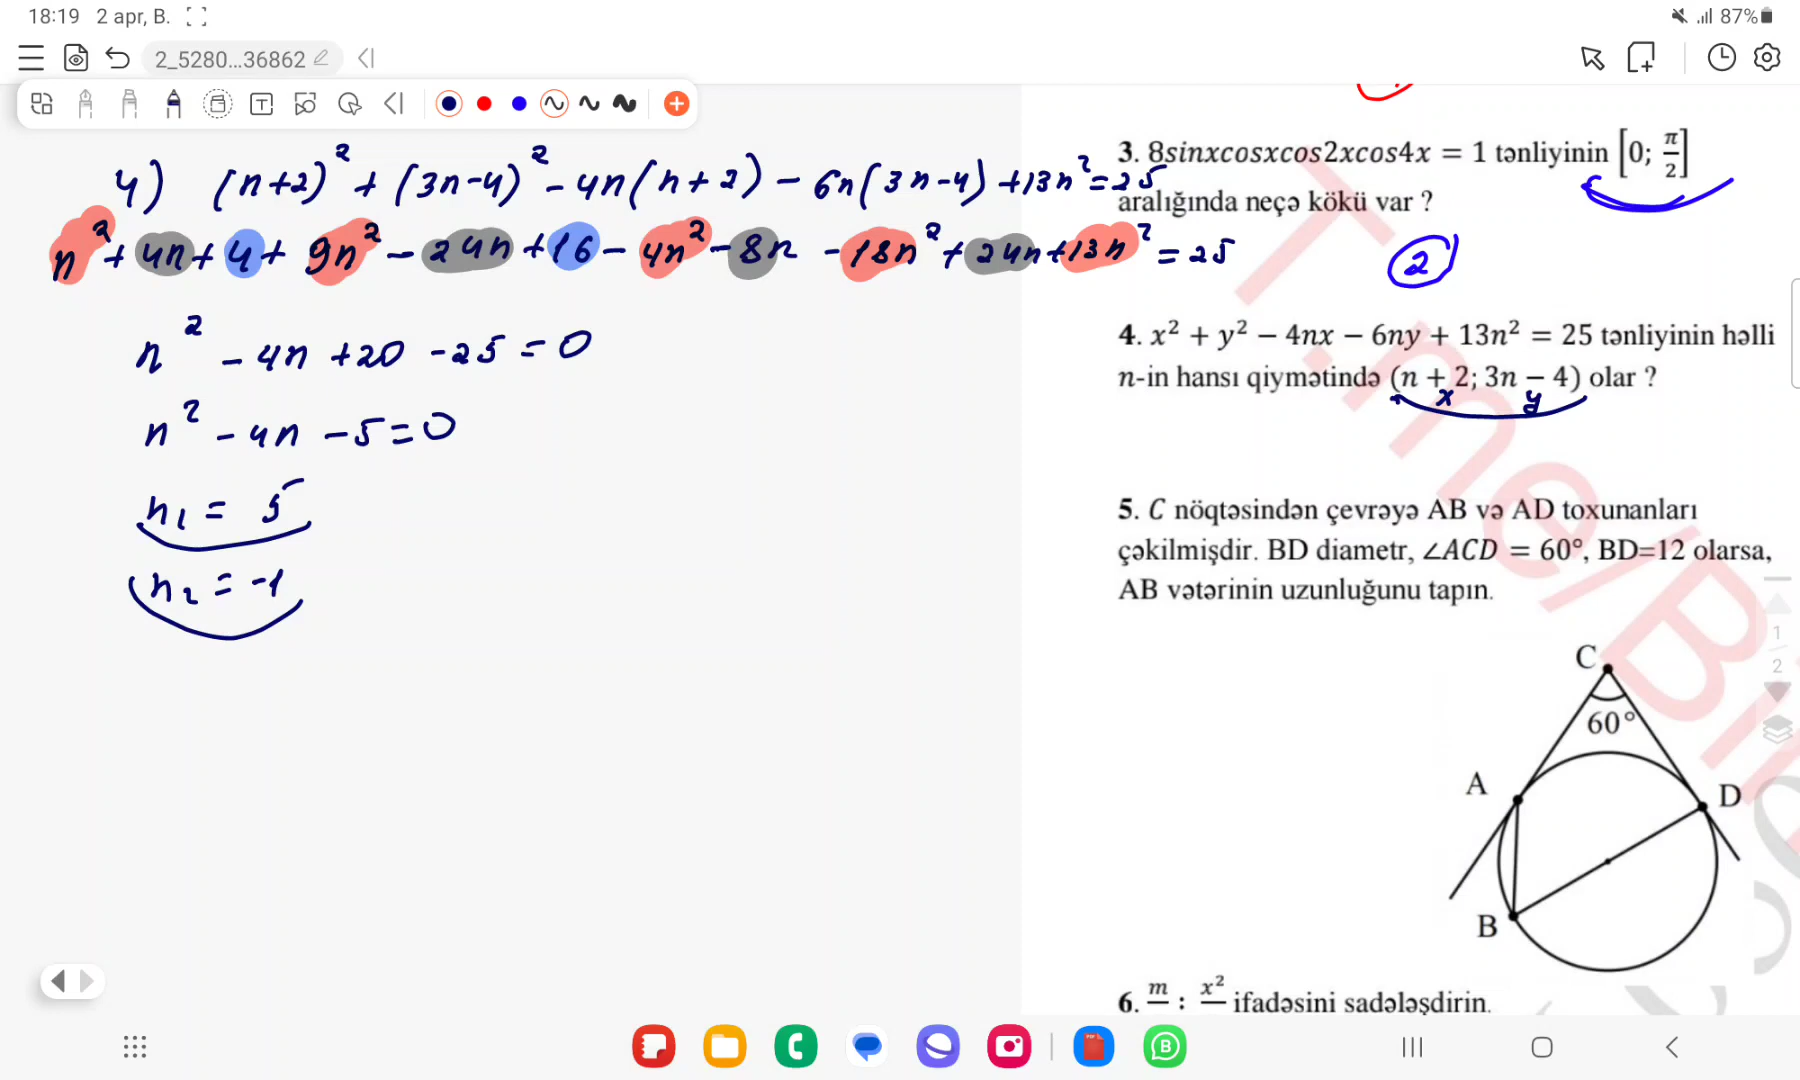 18:19 2 apr, B. 87%
2_5280...36862
4) (n+2)² + (3n-4)² - 4n(n+2) - 6n(3n-4) + 13n² = 25
n² + 4n + 4 + 9n² - 24n + 16 - 4n² - 8n - 18n² + 24n + 13n² = 25
n² - 4n + 20 - 25 = 0
n² - 4n - 5 = 0
n₁ = 5
n₂ = -1
3. 8sinxcosxcos2xcos4x = 1 tənliyinin [0; π/2]
aralığında neçə kökü var ?
2
4. x² + y² − 4nx − 6ny + 13n² = 25 tənliyinin həlli
n-in hansı qiymətində (n + 2; 3n − 4) olar ?
x y
5. C nöqtəsindən çevrəyə AB və AD toxunanları
çəkilmişdir. BD diametr, ∠ACD = 60°, BD=12 olarsa,
AB vətərinin uzunluğunu tapın.
C
60°
A
D
B
6. m : x² ifadəsini sadələşdirin.
T.me/Bi
1
2